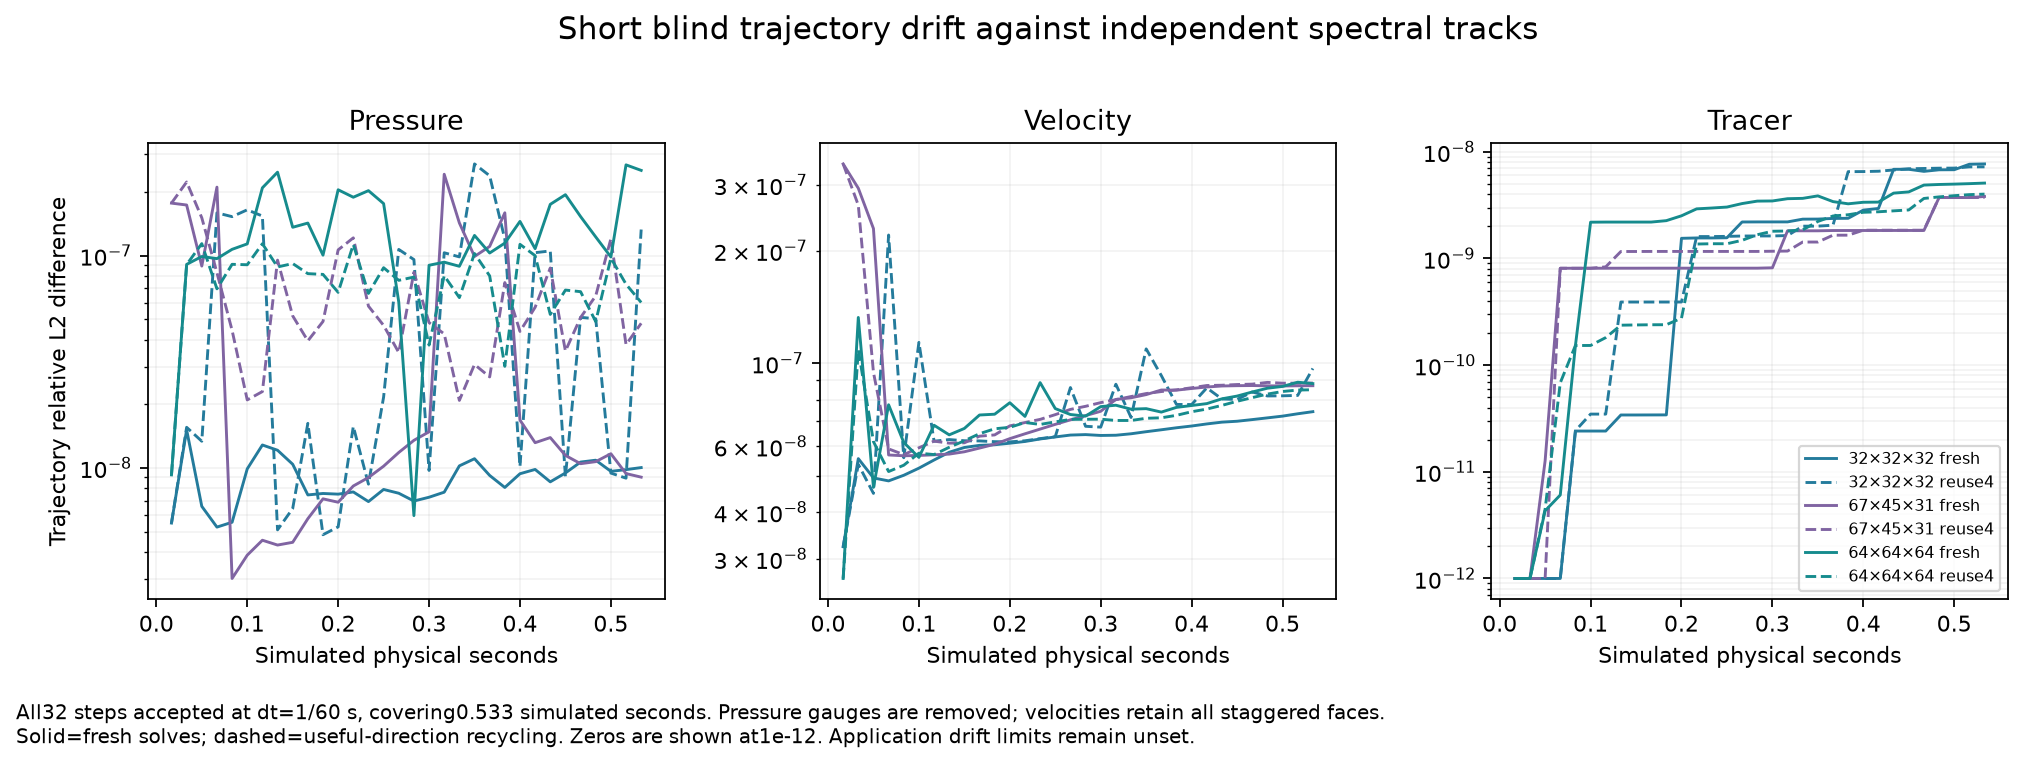 Short blind trajectory drift against independent spectral tracks
Pressure
Trajectory relative L2 difference
10⁻⁷
10⁻⁸
0.0 0.1 0.2 0.3 0.4 0.5
Simulated physical seconds
Velocity
3 × 10⁻⁷
2 × 10⁻⁷
10⁻⁷
6 × 10⁻⁸
4 × 10⁻⁸
3 × 10⁻⁸
0.0 0.1 0.2 0.3 0.4 0.5
Simulated physical seconds
Tracer
10⁻⁸
10⁻⁹
10⁻¹⁰
10⁻¹¹
10⁻¹²
32×32×32 fresh
32×32×32 reuse4
67×45×31 fresh
67×45×31 reuse4
64×64×64 fresh
64×64×64 reuse4
0.0 0.1 0.2 0.3 0.4 0.5
Simulated physical seconds
All32 steps accepted at dt=1/60 s, covering0.533 simulated seconds. Pressure gauges are removed; velocities retain all staggered faces.
Solid=fresh solves; dashed=useful-direction recycling. Zeros are shown at1e-12. Application drift limits remain unset.